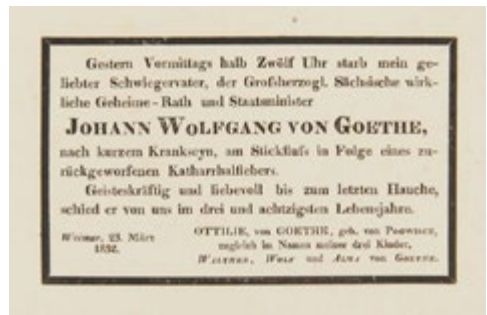 Gestern Vormittags halb Zwölf Uhr starb mein ge-
liebter Schwiegervater, der Großherzogl. Sächsische wirk-
liche Geheime-Rath und Staatsminister
JOHANN WOLFGANG VON GOETHE,
nach kurzem Krankseyn, am Stickfluß in Folge eines zu-
rückgeworfenen Katharrhalfiebers.
Geisteskräftig und liebevoll bis zum letzten Hauche,
schied er von uns im drei und achtzigsten Lebensjahre.
Weimar, 23. März
1832.
OTTILIE, von GOETHE, geb. von POGWISCH,
zugleich im Namen meiner drei Kinder,
WALTHER, WOLF und ALMA von GOETHE.